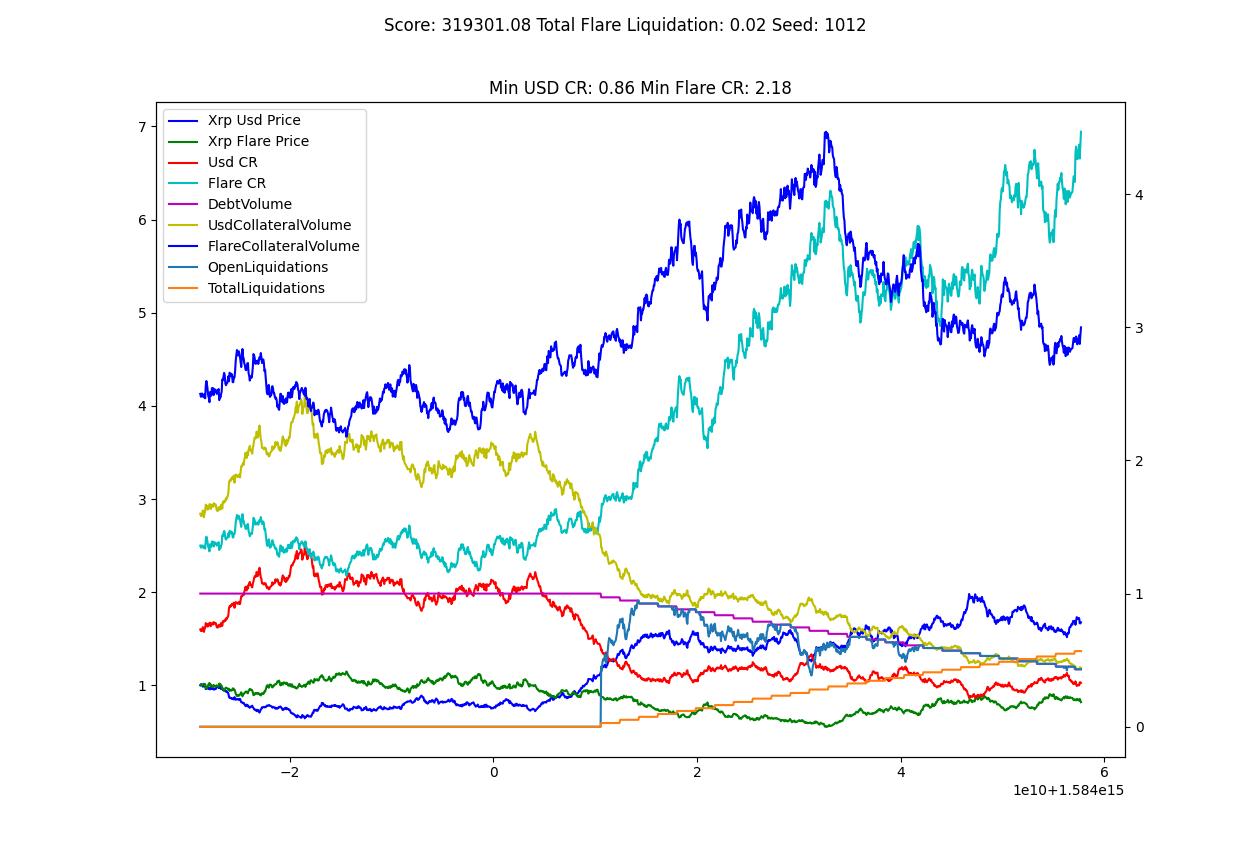 Score: 319301.08 Total Flare Liquidation: 0.02 Seed: 1012
Min USD CR: 0.86 Min Flare CR: 2.18
Xrp Usd Price
Xrp Flare Price
Usd CR
Flare CR
DebtVolume
UsdCollateralVolume
FlareCollateralVolume
OpenLiquidations
TotalLiquidations
7
6
5
4
3
2
1
4
3
2
1
0
−2 0 2 4 6
1e10+1.584e15